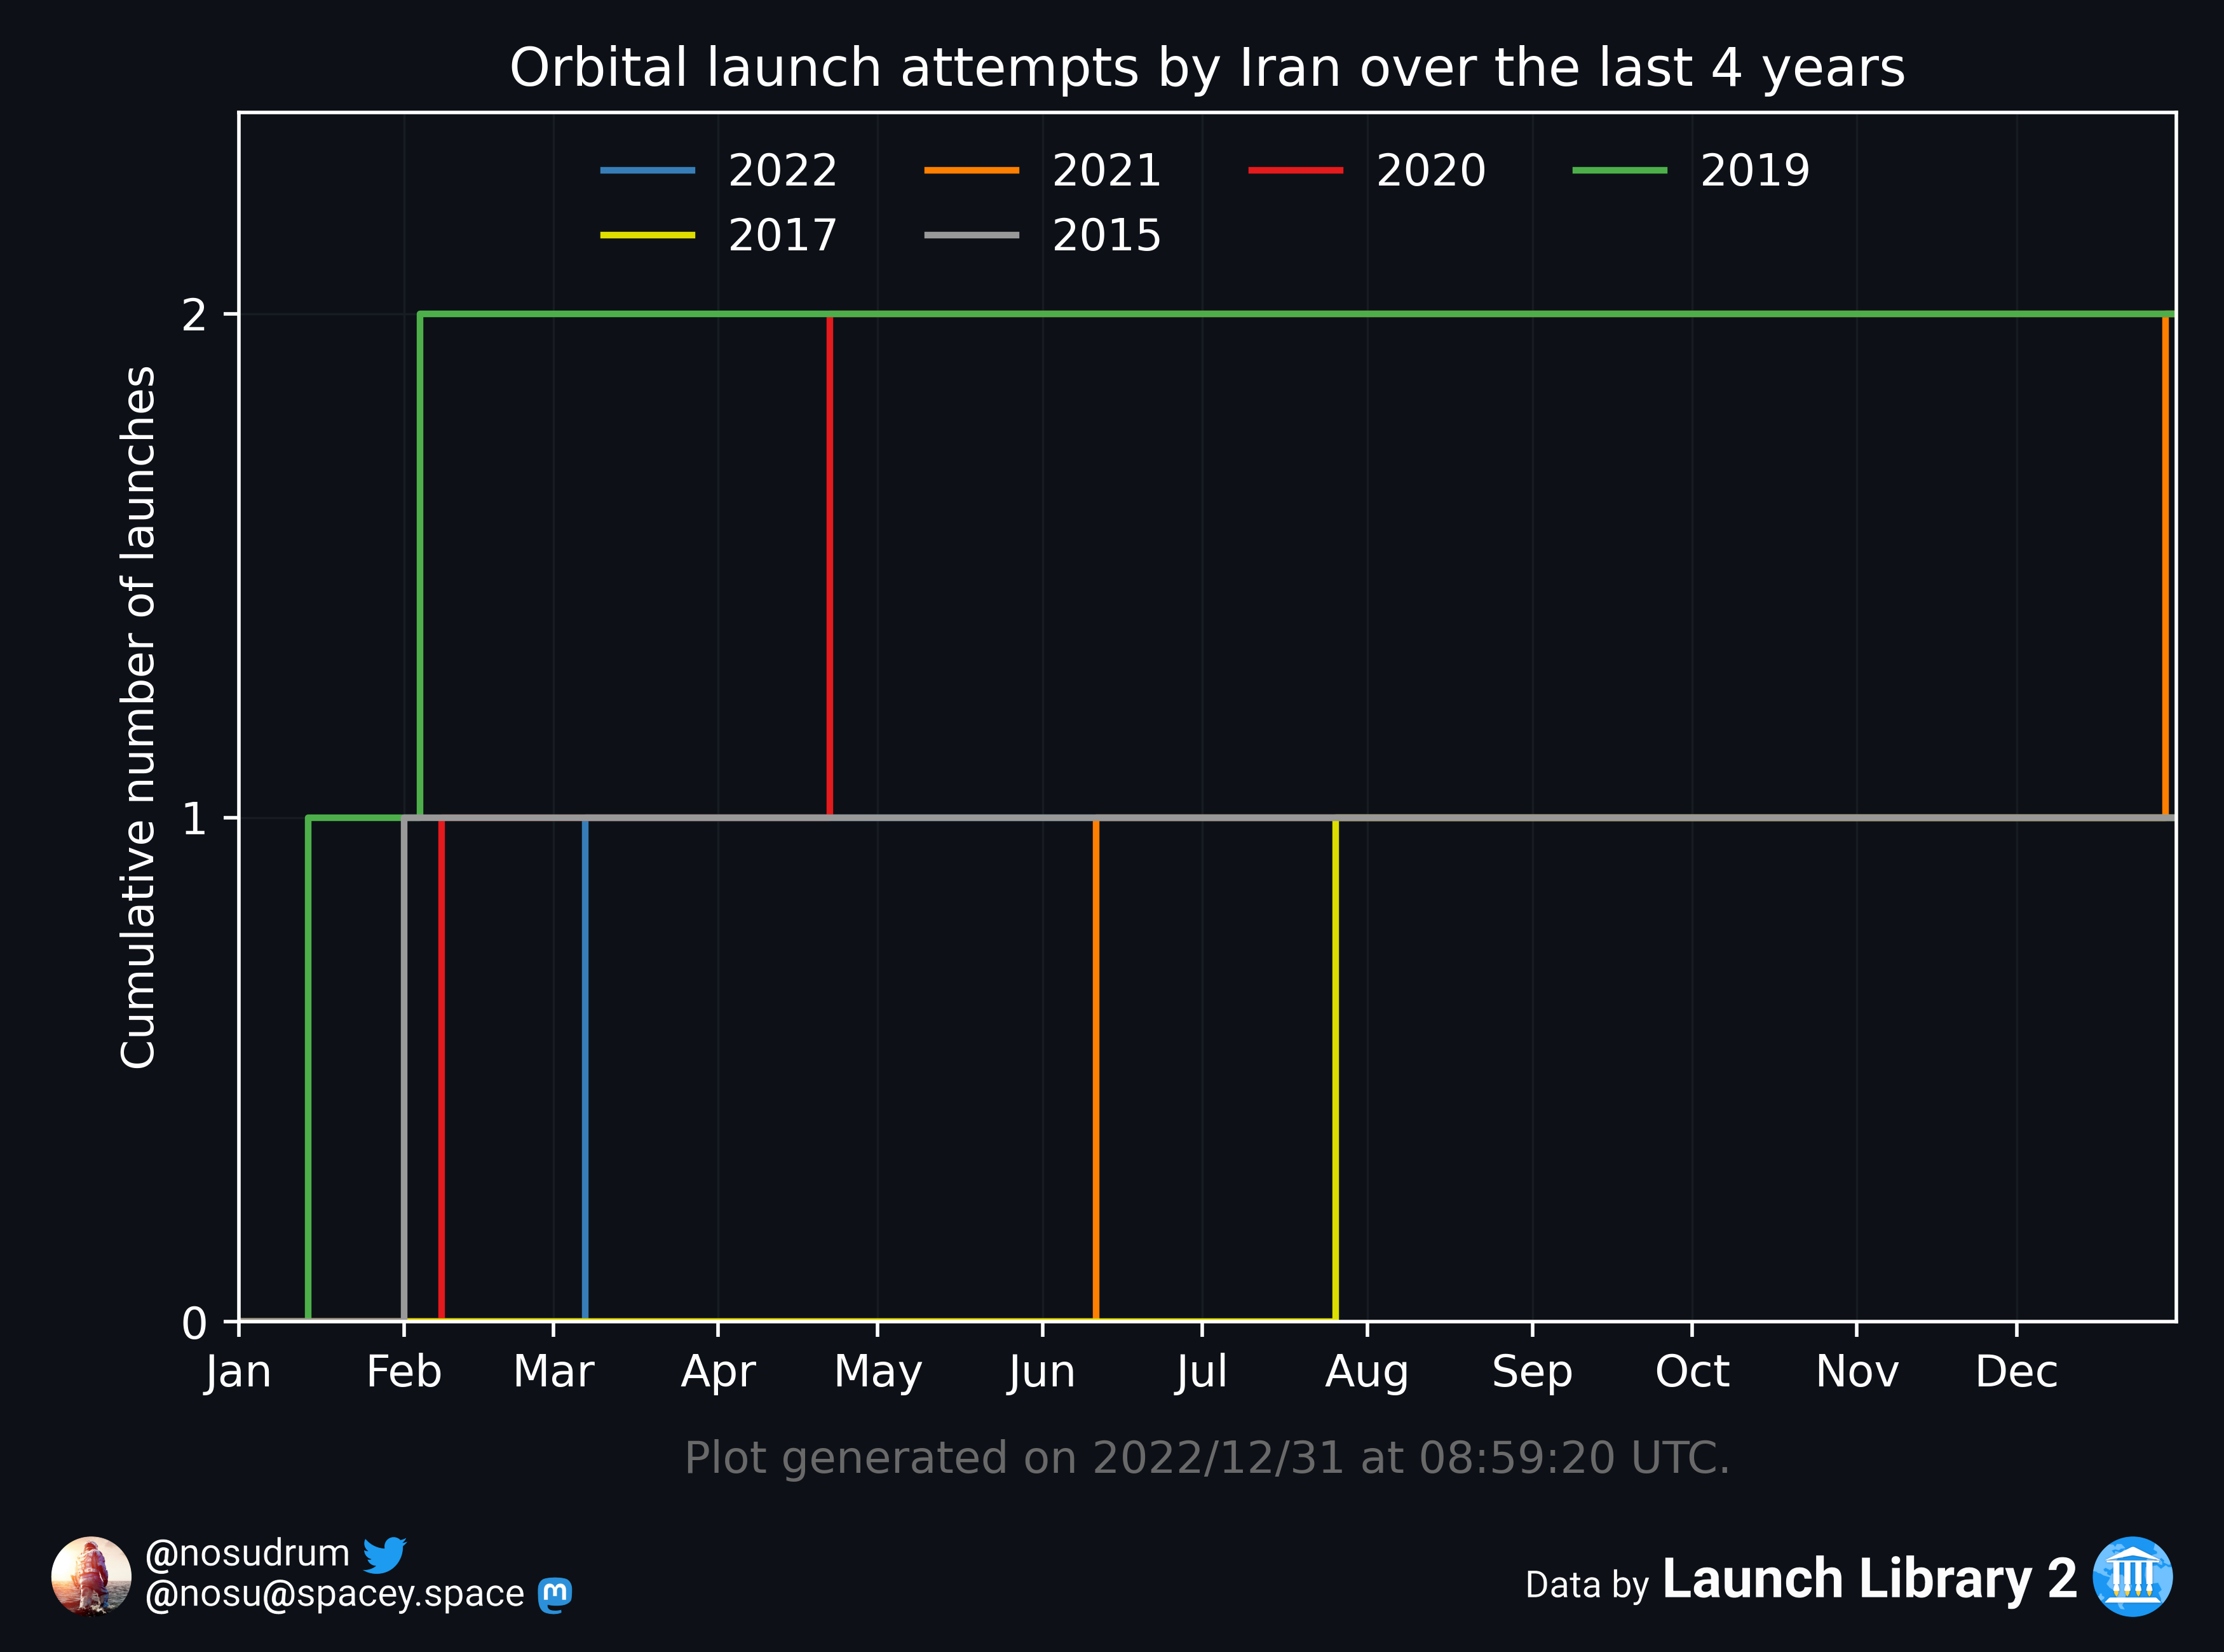 Orbital launch attempts by Iran over the last 4 years
2022 2021 2020 2019
2017 2015
Cumulative number of launches
2
1
0
Jan Feb Mar Apr May Jun Jul Aug Sep Oct Nov Dec
Plot generated on 2022/12/31 at 08:59:20 UTC.
@nosudrum
@nosu@spacey.space
Data by Launch Library 2